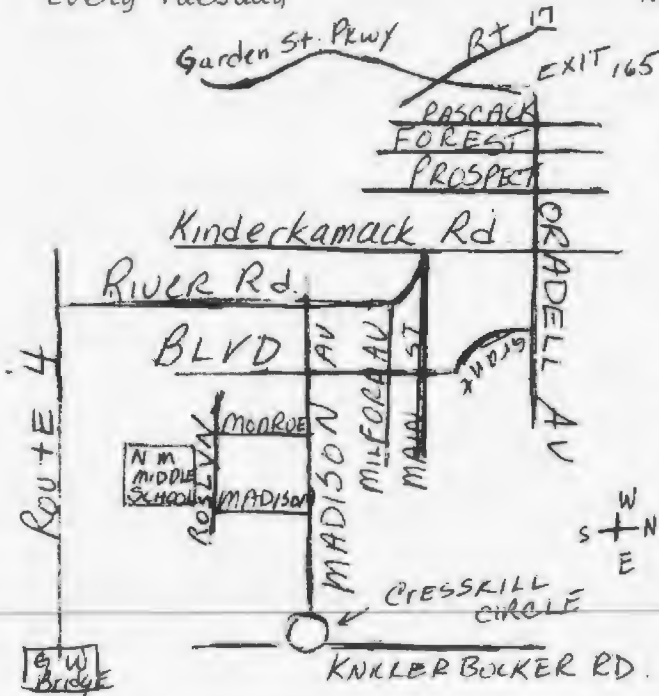 Every Tuesday
Garden St. Pkwy
Rt 17
EXIT 165
PASCACK
FOREST
PROSPECT
Kinderkamack Rd
ORADELL AV
RIVER Rd.
BLVD
Grant
MADISON AV
MILFORD AV
MAIN ST
ROUTE 4
MONROE
N M
MIDDLE
SCHOOL
ROSLYN
MADISON
W
S N
E
CRESSKILL
CIRCLE
G W
Bridge
KNICLER BOCKER RD.